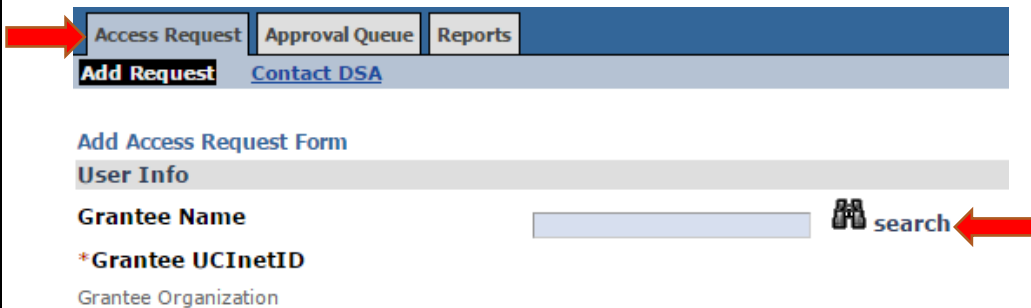 Access Request Approval Queue Reports
Add Request Contact DSA
Add Access Request Form
User Info
Grantee Name search
*Grantee UCInetID
Grantee Organization